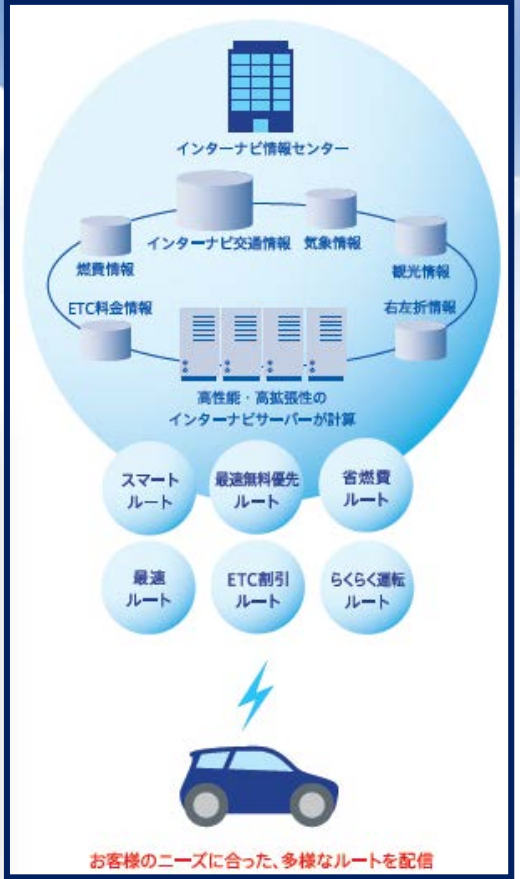 インターナビ情報センター
インターナビ交通情報 気象情報
燃費情報
観光情報
ETC料金情報
右左折情報
高性能・高拡張性の
インターナビサーバーが計算
スマート
ルート
最速無料優先
ルート
省燃費
ルート
最速
ルート
ETC割引
ルート
らくらく運転
ルート
お客様のニーズに合った、多様なルートを配信